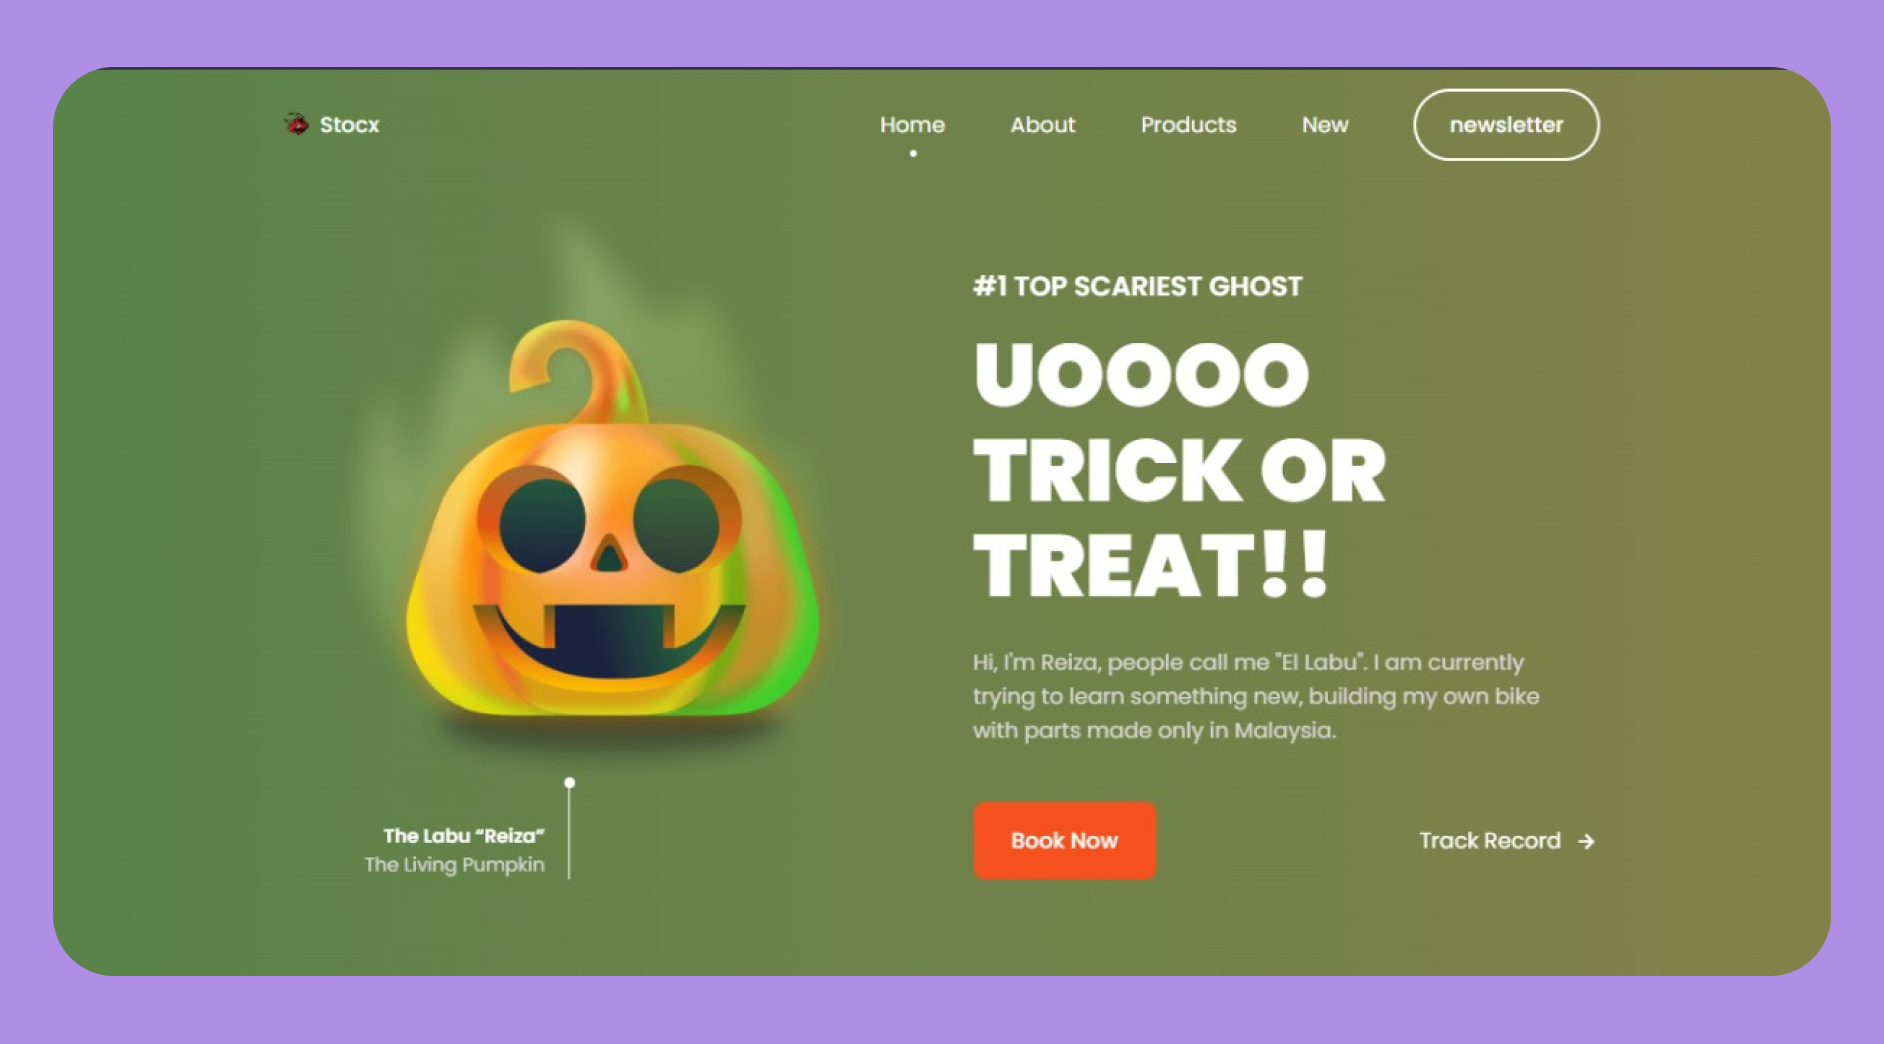 Stocx
Home
About
Products
New
newsletter
#1 TOP SCARIEST GHOST
UOOOO
TRICK OR
TREAT!!
Hi, I'm Reiza, people call me "El Labu". I am currently
trying to learn something new, building my own bike
with parts made only in Malaysia.
Book Now
Track Record →
The Labu “Reiza”
The Living Pumpkin